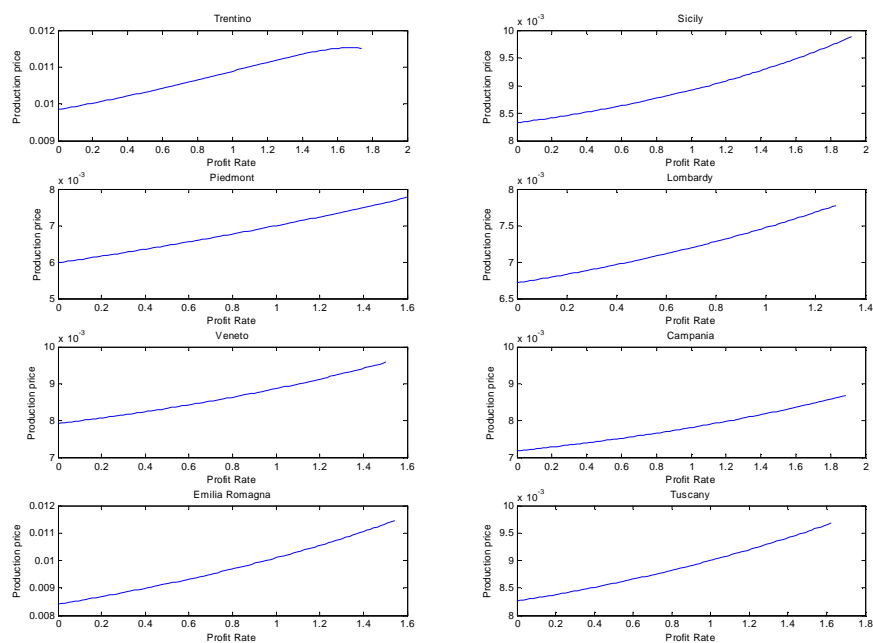 Trentino
0.012
0.011
0.01
0.009
Production price
0 0.2 0.4 0.6 0.8 1 1.2 1.4 1.6 1.8 2
Profit Rate
Sicily
x 10-3
10
9.5
9
8.5
8
Production price
0 0.2 0.4 0.6 0.8 1 1.2 1.4 1.6 1.8 2
Profit Rate
Piedmont
x 10-3
8
7
6
5
Production price
0 0.2 0.4 0.6 0.8 1 1.2 1.4 1.6
Profit Rate
Lombardy
x 10-3
8
7.5
7
6.5
Production price
0 0.2 0.4 0.6 0.8 1 1.2 1.4
Profit Rate
Veneto
x 10-3
10
9
8
7
Production price
0 0.2 0.4 0.6 0.8 1 1.2 1.4 1.6
Profit Rate
Campania
x 10-3
10
9
8
7
Production price
0 0.2 0.4 0.6 0.8 1 1.2 1.4 1.6 1.8 2
Profit Rate
Emilia Romagna
0.012
0.011
0.01
0.009
0.008
Production price
0 0.2 0.4 0.6 0.8 1 1.2 1.4 1.6
Profit Rate
Tuscany
x 10-3
10
9.5
9
8.5
8
Production price
0 0.2 0.4 0.6 0.8 1 1.2 1.4 1.6 1.8
Profit Rate